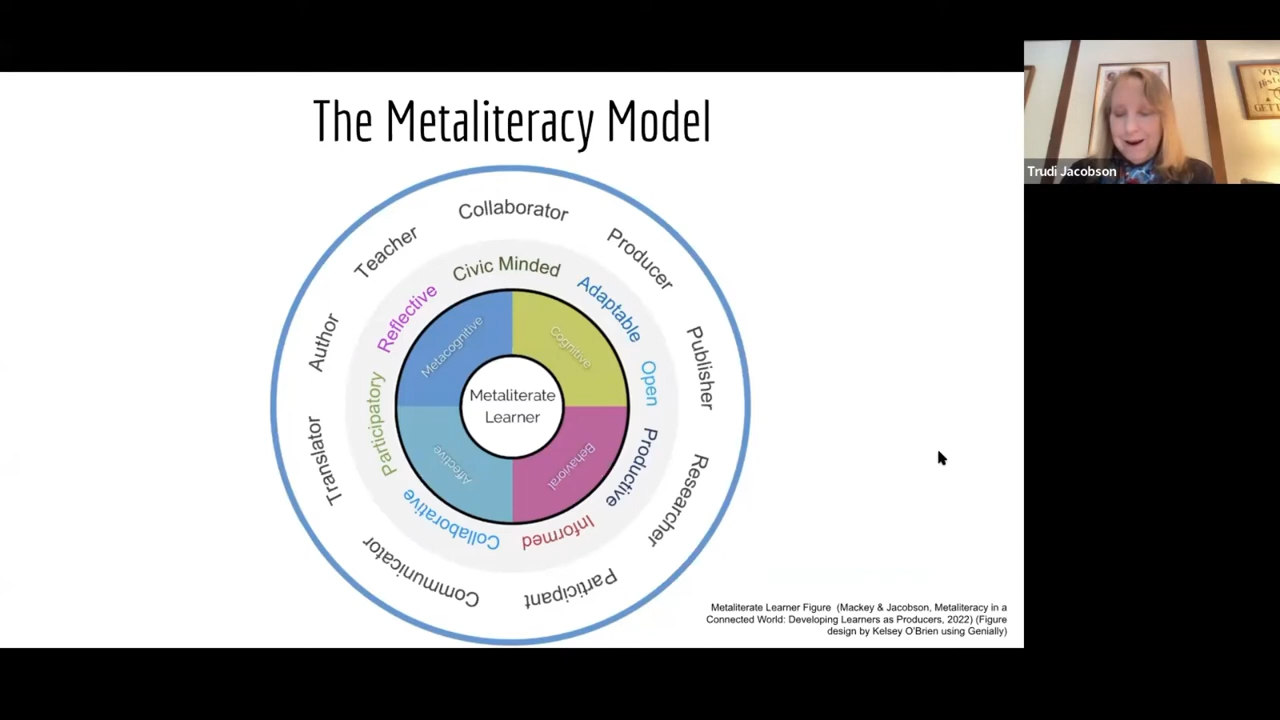 The Metaliteracy Model
Collaborator
Producer
Publisher
Researcher
Participant
Communicator
Translator
Author
Teacher
Civic Minded
Adaptable
Open
Productive
Informed
Collaborative
Participatory
Reflective
Metacognitive
Cognitive
Behavioral
Affective
Metaliterate
Learner
Metaliterate Learner Figure (Mackey & Jacobson, Metaliteracy in a
Connected World: Developing Learners as Producers, 2022) (Figure
design by Kelsey O'Brien using Genially)
Trudi Jacobson